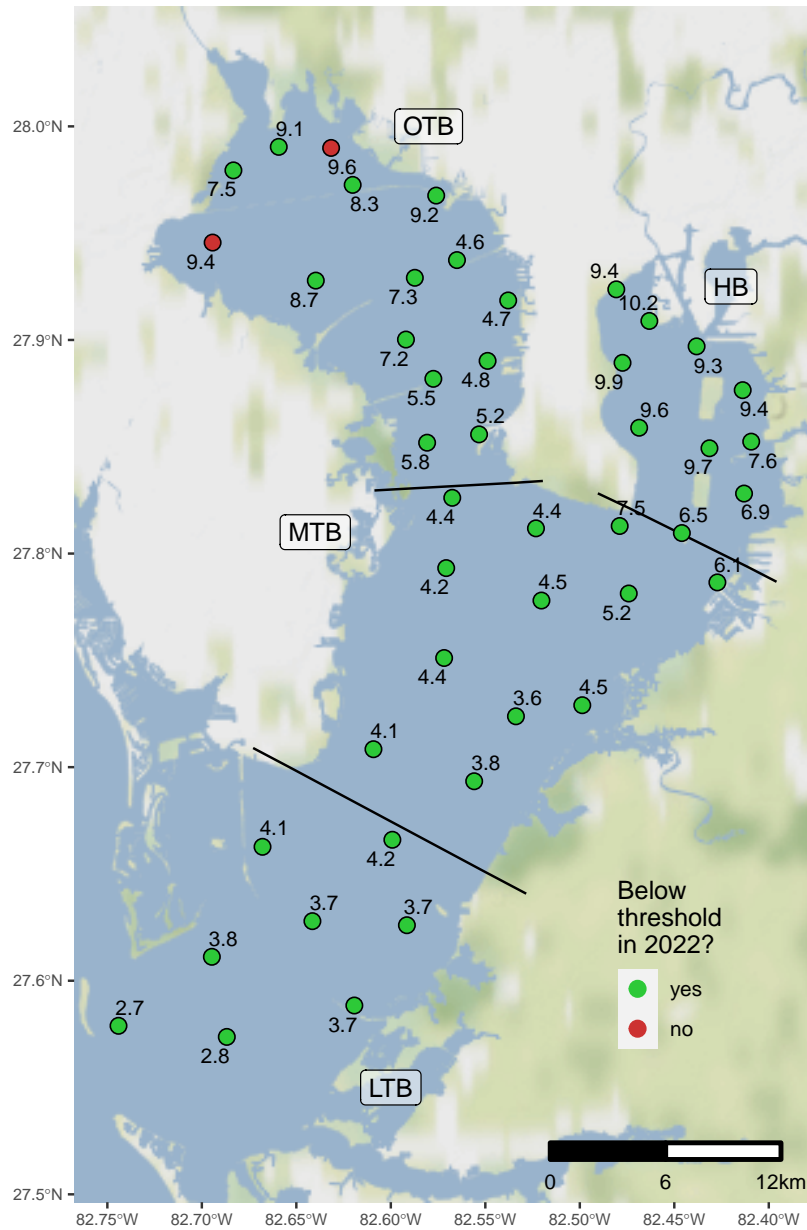 28.0°N
9.1
OTB
9.6
7.5
8.3
9.2
4.6
9.4
9.4
HB
8.7
7.3
10.2
4.7
27.9°N
7.2
9.3
4.8
9.9
5.5
9.4
5.2
9.6
5.8
9.7
7.6
4.4
4.4
7.5
6.5
6.9
MTB
27.8°N
4.2
4.5
5.2
6.1
4.4
3.6
4.5
4.1
27.7°N
3.8
4.1
4.2
Below
threshold
in 2022?
3.7
3.7
3.8
27.6°N
yes
2.7
3.7
no
2.8
LTB
0
6
12km
27.5°N
82.75°W
82.70°W
82.65°W
82.60°W
82.55°W
82.50°W
82.45°W
82.40°W